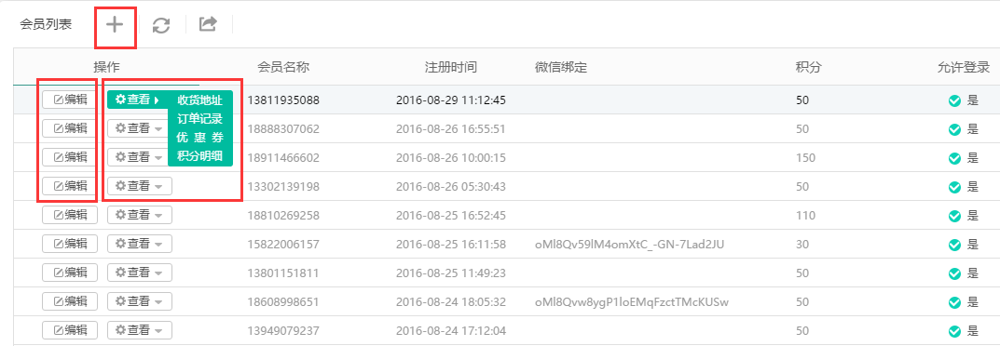 会员列表
操作 会员名称 注册时间 微信绑定 积分 允许登录
编辑 查看 收货地址 13811935088 2016-08-29 11:12:45 50 是
订单记录
编辑 查看 18888307062 2016-08-26 16:55:51 50 是
优惠券
编辑 查看 积分明细 18911466602 2016-08-26 10:00:15 150 是
编辑 查看 13302139198 2016-08-26 05:30:43 50 是
编辑 查看 18810269258 2016-08-25 16:52:45 110 是
编辑 查看 15822006157 2016-08-25 16:11:58 oMl8Qv59lM4omXtC_-GN-7Lad2JU 30 是
编辑 查看 13801151811 2016-08-25 11:49:23 50 是
编辑 查看 18608998651 2016-08-24 18:05:32 oMl8Qvw8ygP1loEMqFzctTMcKUSw 50 是
编辑 查看 13949079237 2016-08-24 17:12:04 50 是